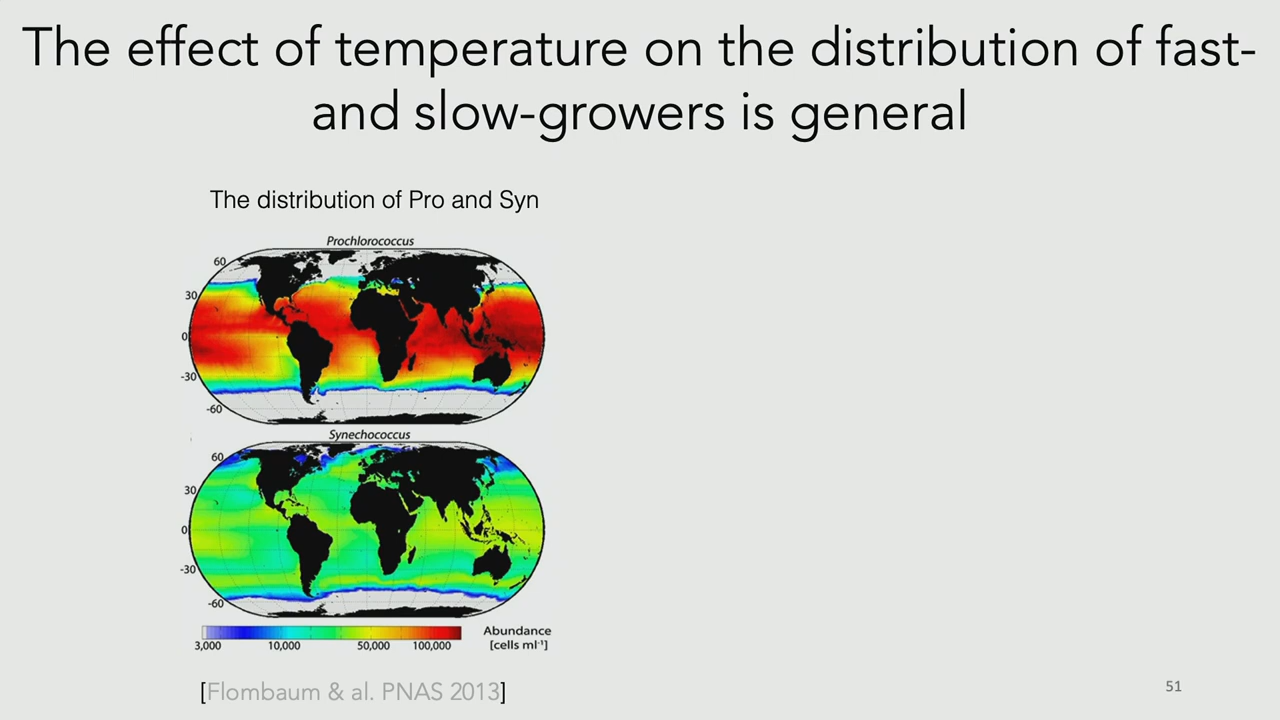 The effect of temperature on the distribution of fast-
and slow-growers is general
The distribution of Pro and Syn
Prochlorococcus
60
30
0
-30
-60
Synechococcus
60
30
0
-30
-60
3,000 10,000 50,000 100,000
Abundance
[cells ml⁻¹]
[Flombaum & al. PNAS 2013]
51